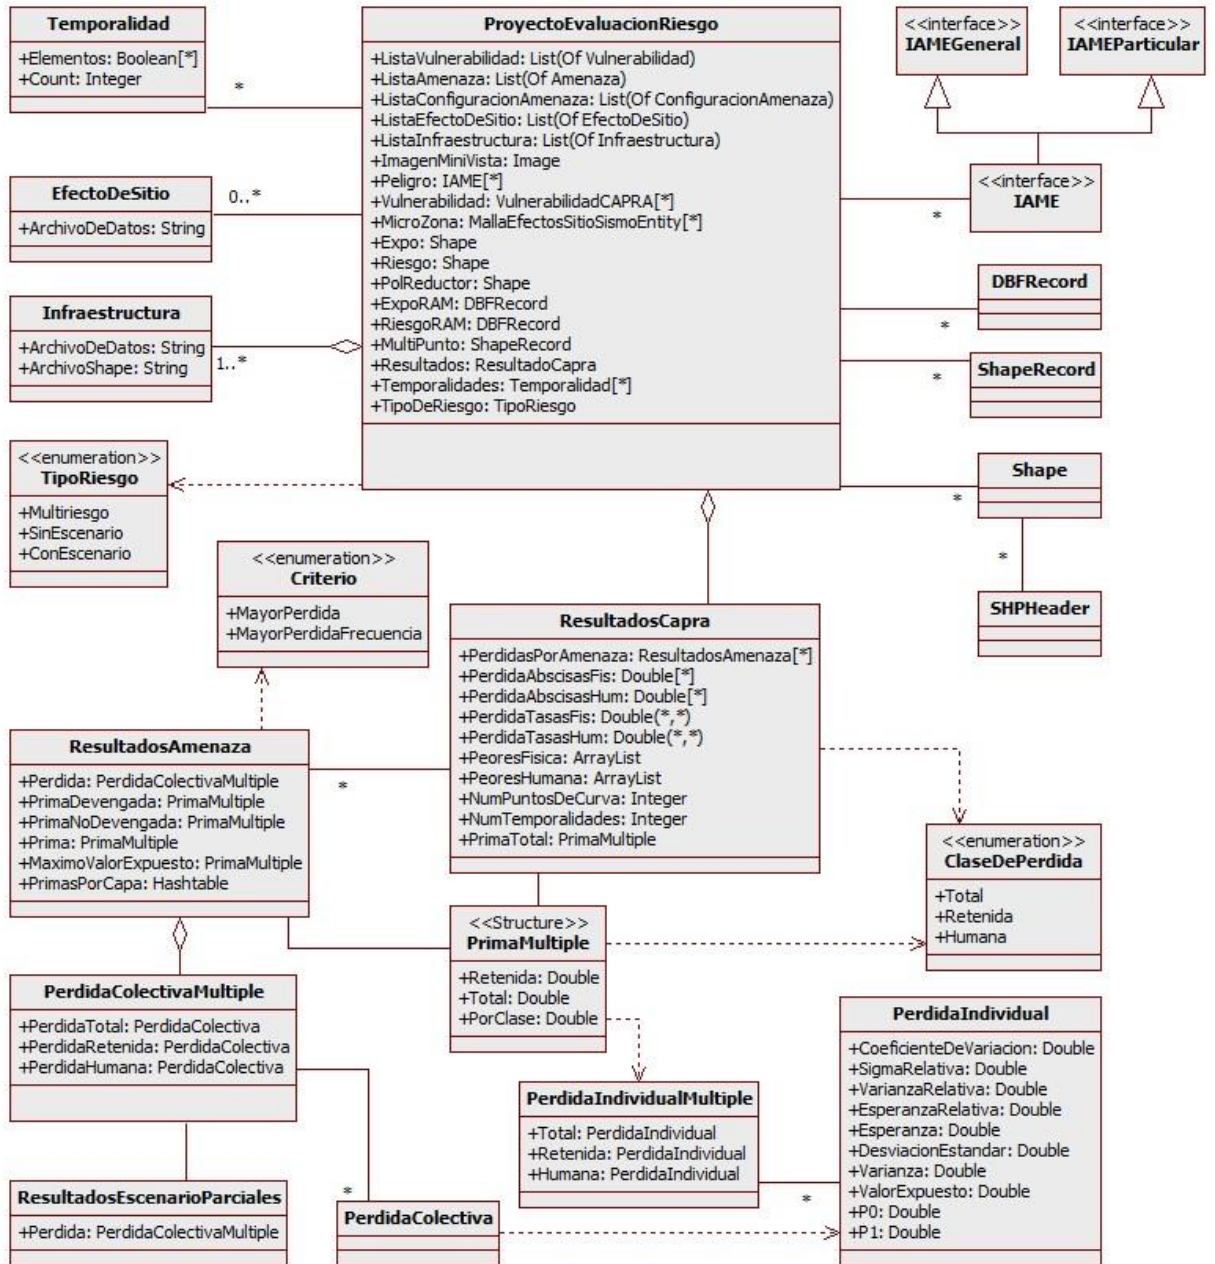 Temporalidad
+Elementos: Boolean[*]
+Count: Integer
*
ProyectoEvaluacionRiesgo
+ListaVulnerabilidad: List(Of Vulnerabilidad)
+ListaAmenaza: List(Of Amenaza)
+ListaConfiguracionAmenaza: List(Of ConfiguracionAmenaza)
+ListaEfectoDeSitio: List(Of EfectoDeSitio)
+ListaInfraestructura: List(Of Infraestructura)
+ImagenMiniVista: Image
+Peligro: IAME[*]
+Vulnerabilidad: VulnerabilidadCAPRA[*]
+MicroZona: MallaEfectosSitioSismoEntity[*]
+Expo: Shape
+Riesgo: Shape
+PolReductor: Shape
+ExpoRAM: DBFRecord
+RiesgoRAM: DBFRecord
+MultiPunto: ShapeRecord
+Resultados: ResultadoCapra
+Temporalidades: Temporalidad[*]
+TipoDeRiesgo: TipoRiesgo
<<interface>>
IAMEGeneral
<<interface>>
IAMEParticular
<<interface>>
IAME
*
EfectoDeSitio
+ArchivoDeDatos: String
0..*
Infraestructura
+ArchivoDeDatos: String
+ArchivoShape: String
1..*
DBFRecord
*
ShapeRecord
*
<<enumeration>>
TipoRiesgo
+Multiriesgo
+SinEscenario
+ConEscenario
Shape
*
*
SHPHeader
<<enumeration>>
Criterio
+MayorPerdida
+MayorPerdidaFrecuencia
ResultadosCapra
+PerdidasPorAmenaza: ResultadosAmenaza[*]
+PerdidaAbscisasFis: Double[*]
+PerdidaAbscisasHum: Double[*]
+PerdidaTasasFis: Double(*,*)
+PerdidaTasasHum: Double(*,*)
+PeoresFisica: ArrayList
+PeoresHumana: ArrayList
+NumPuntosDeCurva: Integer
+NumTemporalidades: Integer
+PrimaTotal: PrimaMultiple
ResultadosAmenaza
+Perdida: PerdidaColectivaMultiple
+PrimaDevengada: PrimaMultiple
+PrimaNoDevengada: PrimaMultiple
+Prima: PrimaMultiple
+MaximoValorExpuesto: PrimaMultiple
+PrimasPorCapa: Hashtable
*
<<enumeration>>
ClaseDePerdida
+Total
+Retenida
+Humana
<<Structure>>
PrimaMultiple
+Retenida: Double
+Total: Double
+PorClase: Double
PerdidaColectivaMultiple
+PerdidaTotal: PerdidaColectiva
+PerdidaRetenida: PerdidaColectiva
+PerdidaHumana: PerdidaColectiva
PerdidaIndividual
+CoeficienteDeVariacion: Double
+SigmaRelativa: Double
+VarianzaRelativa: Double
+EsperanzaRelativa: Double
+Esperanza: Double
+DesviacionEstandar: Double
+Varianza: Double
+ValorExpuesto: Double
+P0: Double
+P1: Double
PerdidaIndividualMultiple
+Total: PerdidaIndividual
+Retenida: PerdidaIndividual
+Humana: PerdidaIndividual
*
ResultadosEscenarioParciales
+Perdida: PerdidaColectivaMultiple
*
PerdidaColectiva